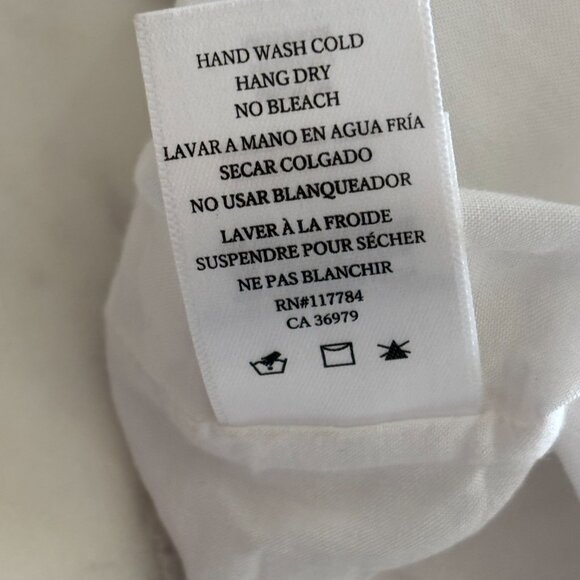 HAND WASH COLD
HANG DRY
NO BLEACH
LAVAR A MANO EN AGUA FRÍA
SECAR COLGADO
NO USAR BLANQUEADOR
LAVER À LA FROIDE
SUSPENDRE POUR SÉCHER
NE PAS BLANCHIR
RN#117784
CA 36979